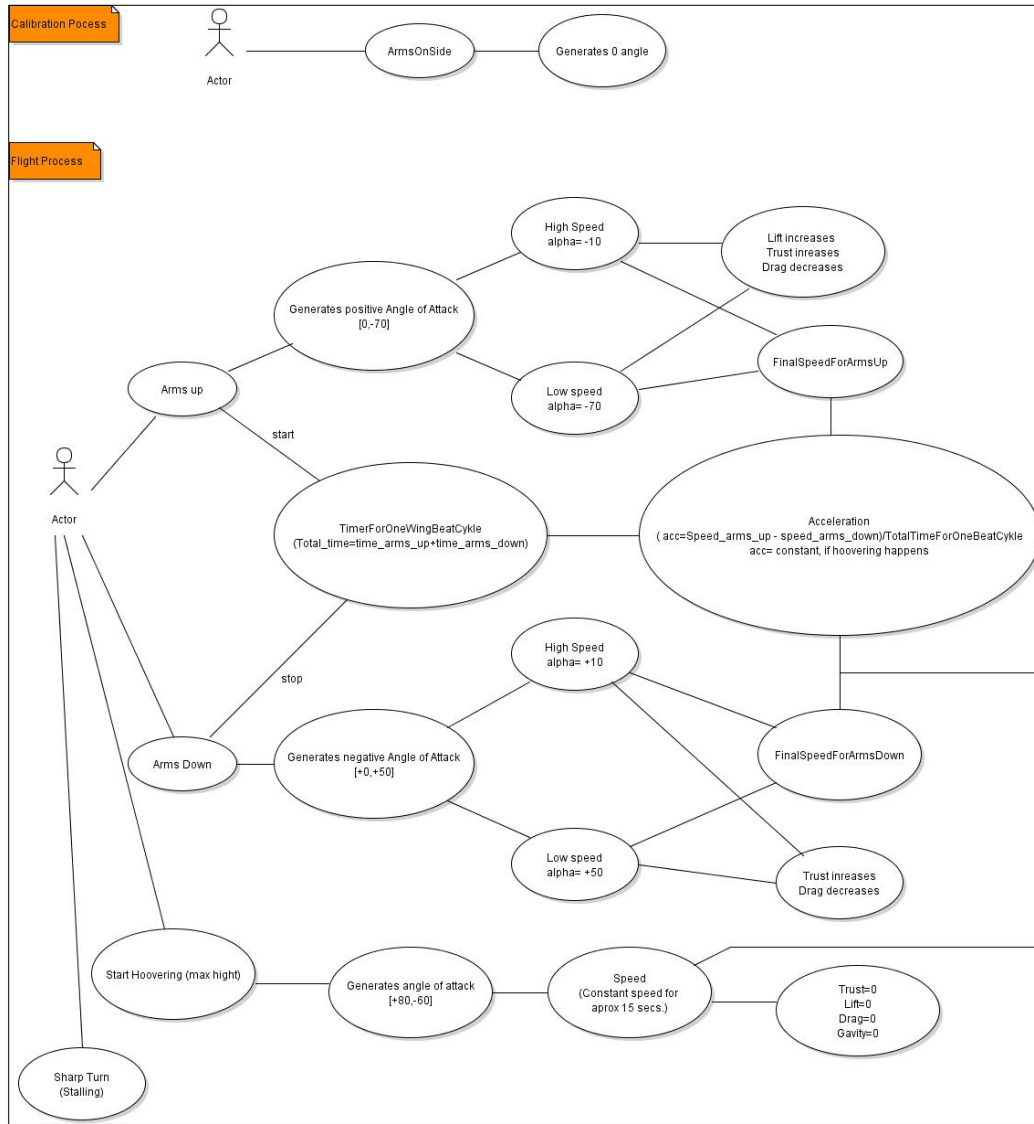 Calibration Pocess
Actor
ArmsOnSide
Generates 0 angle
Flight Process
High Speed
alpha= -10
Lift increases
Trust inreases
Drag decreases
Generates positive Angle of Attack
[0,-70]
FinalSpeedForArmsUp
Arms up
Low speed
alpha= -70
start
Actor
TimerForOneWingBeatCykle
(Total_time=time_arms_up+time_arms_down)
Acceleration
( acc=Speed_arms_up - speed_arms_down)/TotalTimeForOneBeatCykle
acc= constant, if hoovering happens
High Speed
alpha= +10
stop
Arms Down
Generates negative Angle of Attack
[+0,+50]
FinalSpeedForArmsDown
Low speed
alpha= +50
Trust inreases
Drag decreases
Start Hoovering (max hight)
Generates angle of attack
[+80,-60]
Speed
(Constant speed for
aprox 15 secs.)
Trust=0
Lift=0
Drag=0
Gavity=0
Sharp Turn
(Stalling)